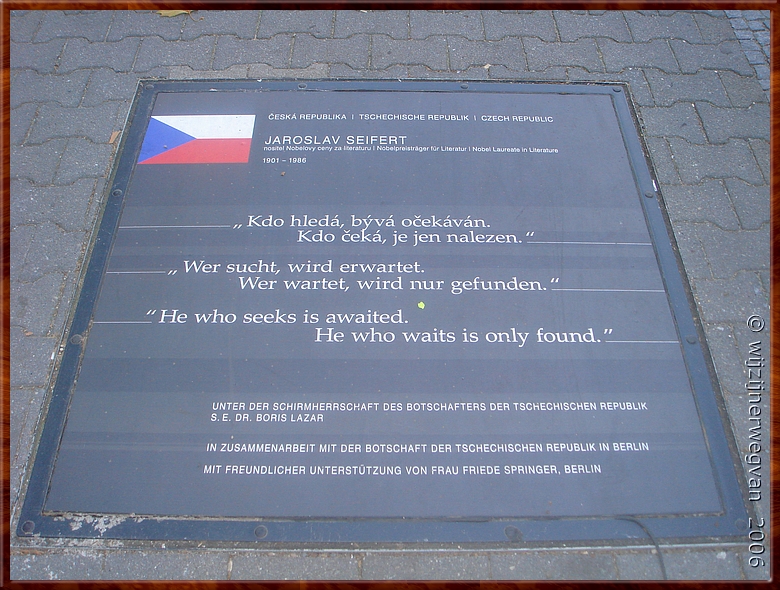 ČESKÁ REPUBLIKA | TSCHECHISCHE REPUBLIK | CZECH REPUBLIC
JAROSLAV SEIFERT
nositel Nobelovy ceny za literaturu | Nobelpreisträger für Literatur | Nobel Laureate in Literature
1901 – 1986
„Kdo hledá, bývá očekáván.
Kdo čeká, je jen nalezen.“
„Wer sucht, wird erwartet.
Wer wartet, wird nur gefunden.“
“He who seeks is awaited.
He who waits is only found.”
UNTER DER SCHIRMHERRSCHAFT DES BOTSCHAFTERS DER TSCHECHISCHEN REPUBLIK
S. E. DR. BORIS LAZAR
IN ZUSAMMENARBEIT MIT DER BOTSCHAFT DER TSCHECHISCHEN REPUBLIK IN BERLIN
MIT FREUNDLICHER UNTERSTÜTZUNG VON FRAU FRIEDE SPRINGER, BERLIN
© wijzijnerwegvan 2006